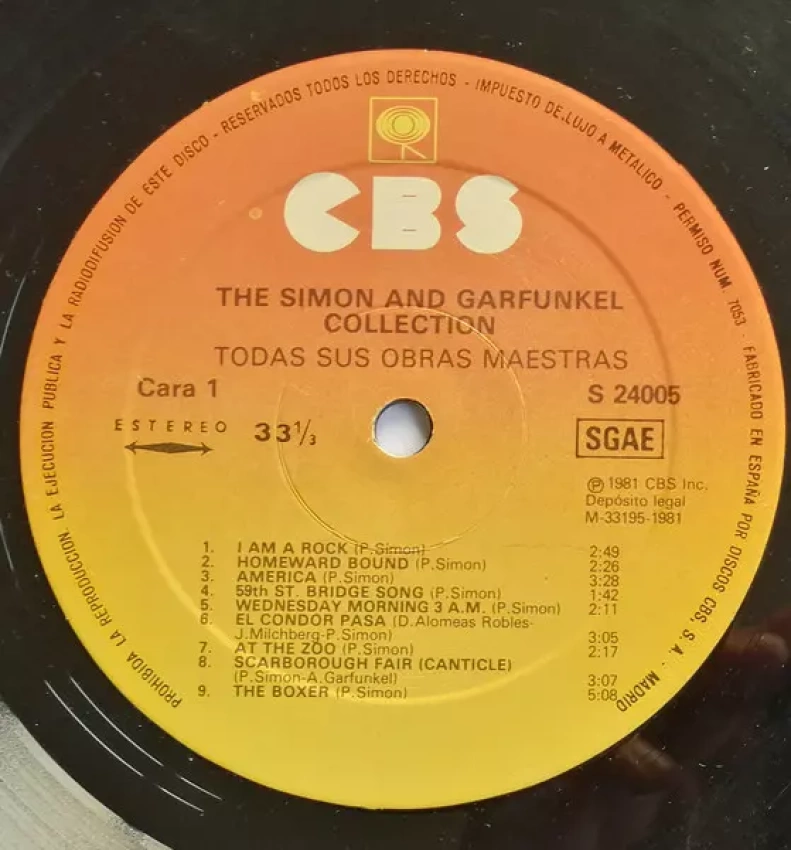 PROHIBIDA LA REPRODUCCION, LA EJECUCION PUBLICA Y LA RADIODIFUSION DE ESTE DISCO - RESERVADOS TODOS LOS DERECHOS - IMPUESTO DE LUJO A METALICO - PERMISO NUM. 7053 - FABRICADO EN ESPAÑA POR DISCOS CBS, S. A. - MADRID
CBS
THE SIMON AND GARFUNKEL
COLLECTION
TODAS SUS OBRAS MAESTRAS
Cara 1
S 24005
ESTEREO 33 1/3
SGAE
℗ 1981 CBS Inc.
Depósito legal
M-33195-1981
1. I AM A ROCK (P.Simon) 2:49
2. HOMEWARD BOUND (P.Simon) 2:26
3. AMERICA (P.Simon) 3:28
4. 59th ST. BRIDGE SONG (P.Simon) 1:42
5. WEDNESDAY MORNING 3 A.M. (P.Simon) 2:11
6. EL CONDOR PASA (D.Alomeas Robles-
J.Milchberg-P.Simon) 3:05
7. AT THE ZOO (P.Simon) 2:17
8. SCARBOROUGH FAIR (CANTICLE)
(P.Simon-A.Garfunkel) 3:07
9. THE BOXER (P.Simon) 5:08